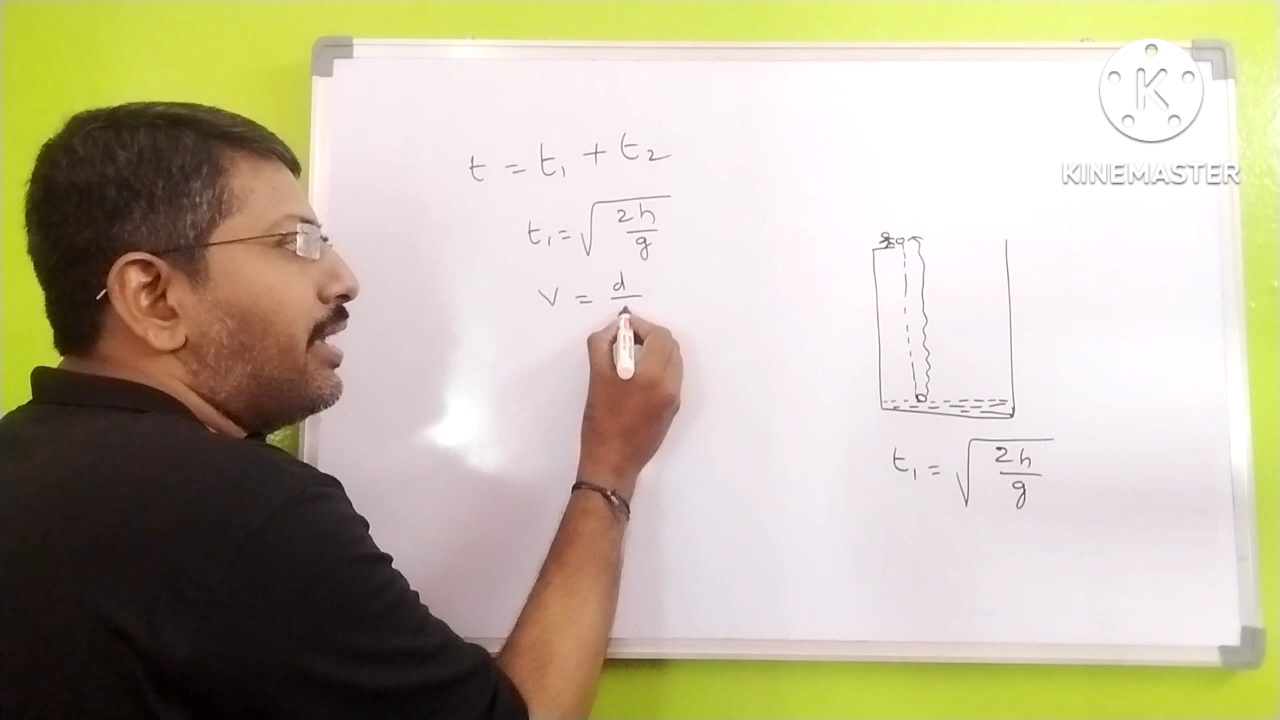 t = t₁ + t₂
t₁ = √(2h/g)
v = d/
t₁ = √(2h/g)
K
KINEMASTER